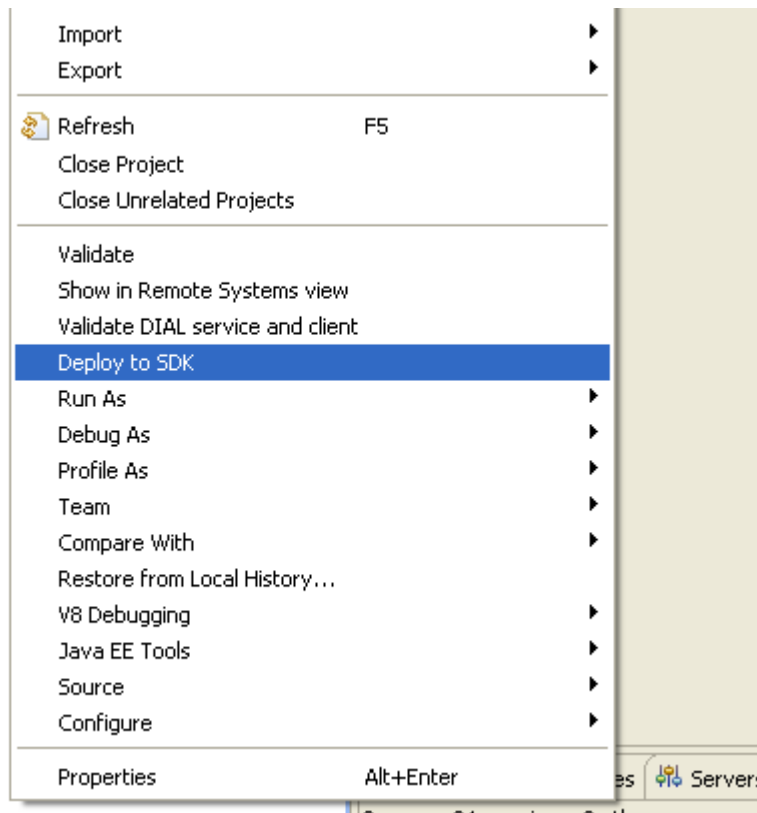 Import
Export
Refresh F5
Close Project
Close Unrelated Projects
Validate
Show in Remote Systems view
Validate DIAL service and client
Deploy to SDK
Run As
Debug As
Profile As
Team
Compare With
Restore from Local History...
V8 Debugging
Java EE Tools
Source
Configure
Properties Alt+Enter
es Servers